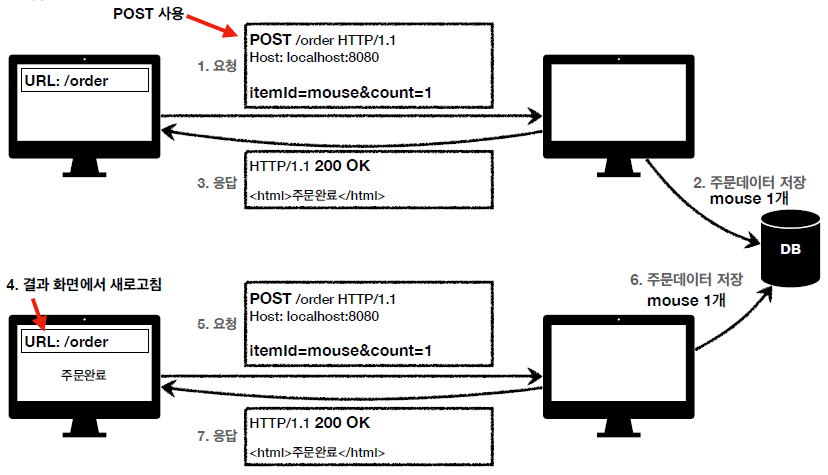 POST 사용
POST /order HTTP/1.1
Host: localhost:8080
itemId=mouse&count=1
1. 요청
URL: /order
HTTP/1.1 200 OK
<html>주문완료</html>
3. 응답
2. 주문데이터 저장
mouse 1개
DB
4. 결과 화면에서 새로고침
POST /order HTTP/1.1
Host: localhost:8080
itemId=mouse&count=1
5. 요청
6. 주문데이터 저장
mouse 1개
URL: /order
주문완료
HTTP/1.1 200 OK
<html>주문완료</html>
7. 응답